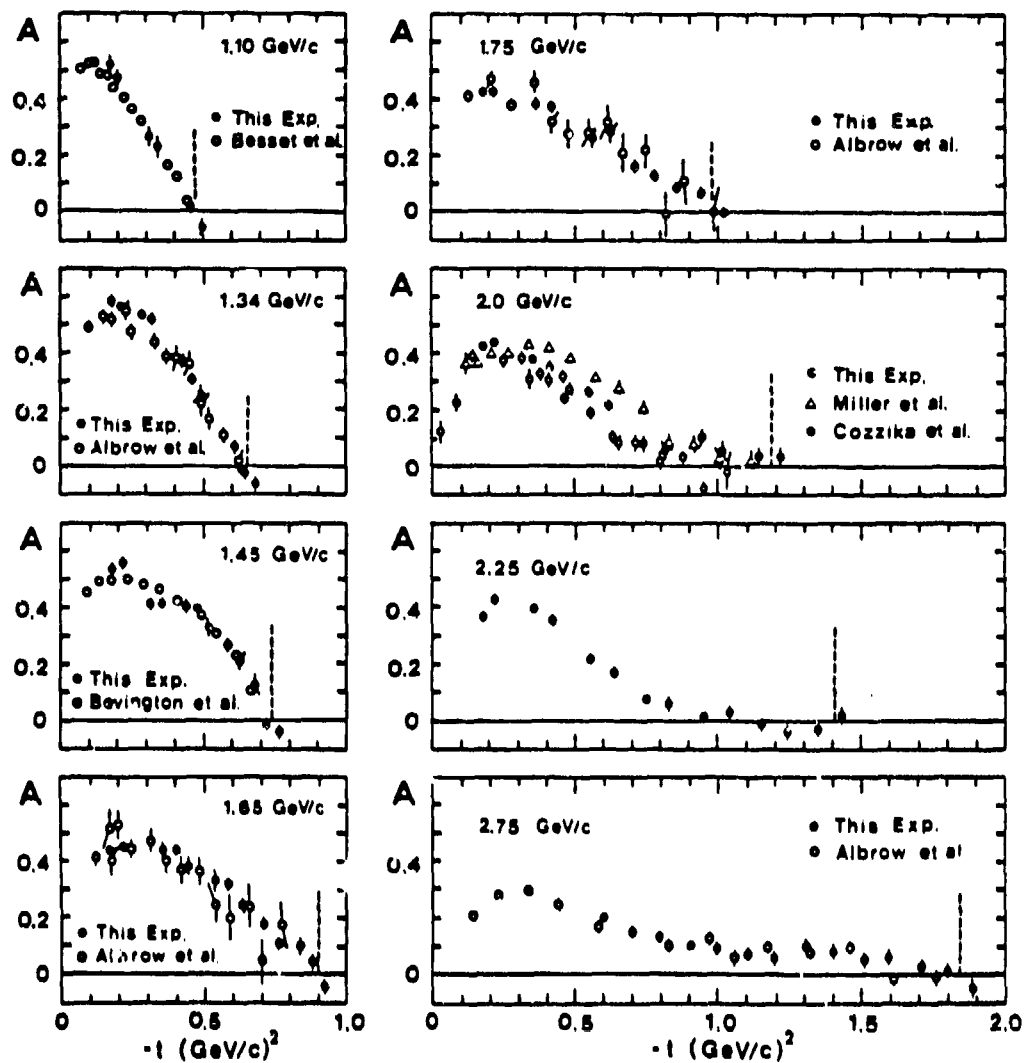 A
1.10 GeV/c
0.4
0.2
0
This Exp.
Besset et al.
A
1.34 GeV/c
0.4
0.2
0
This Exp.
Albrow et al.
A
1.45 GeV/c
0.4
0.2
0
This Exp.
Bevington et al.
A
1.65 GeV/c
0.4
0.2
0
This Exp.
Albrow et al.
0 0.5 1.0
-t (GeV/c)2
A
1.75 GeV/c
0.4
0.2
0
This Exp.
Albrow et al.
A
2.0 GeV/c
0.4
0.2
0
This Exp.
Miller et al.
Cozzika et al.
A
2.25 GeV/c
0.4
0.2
0
A
2.75 GeV/c
0.4
0.2
0
This Exp.
Albrow et al
0 0.5 1.0 1.5 2.0
-t (GeV/c)2